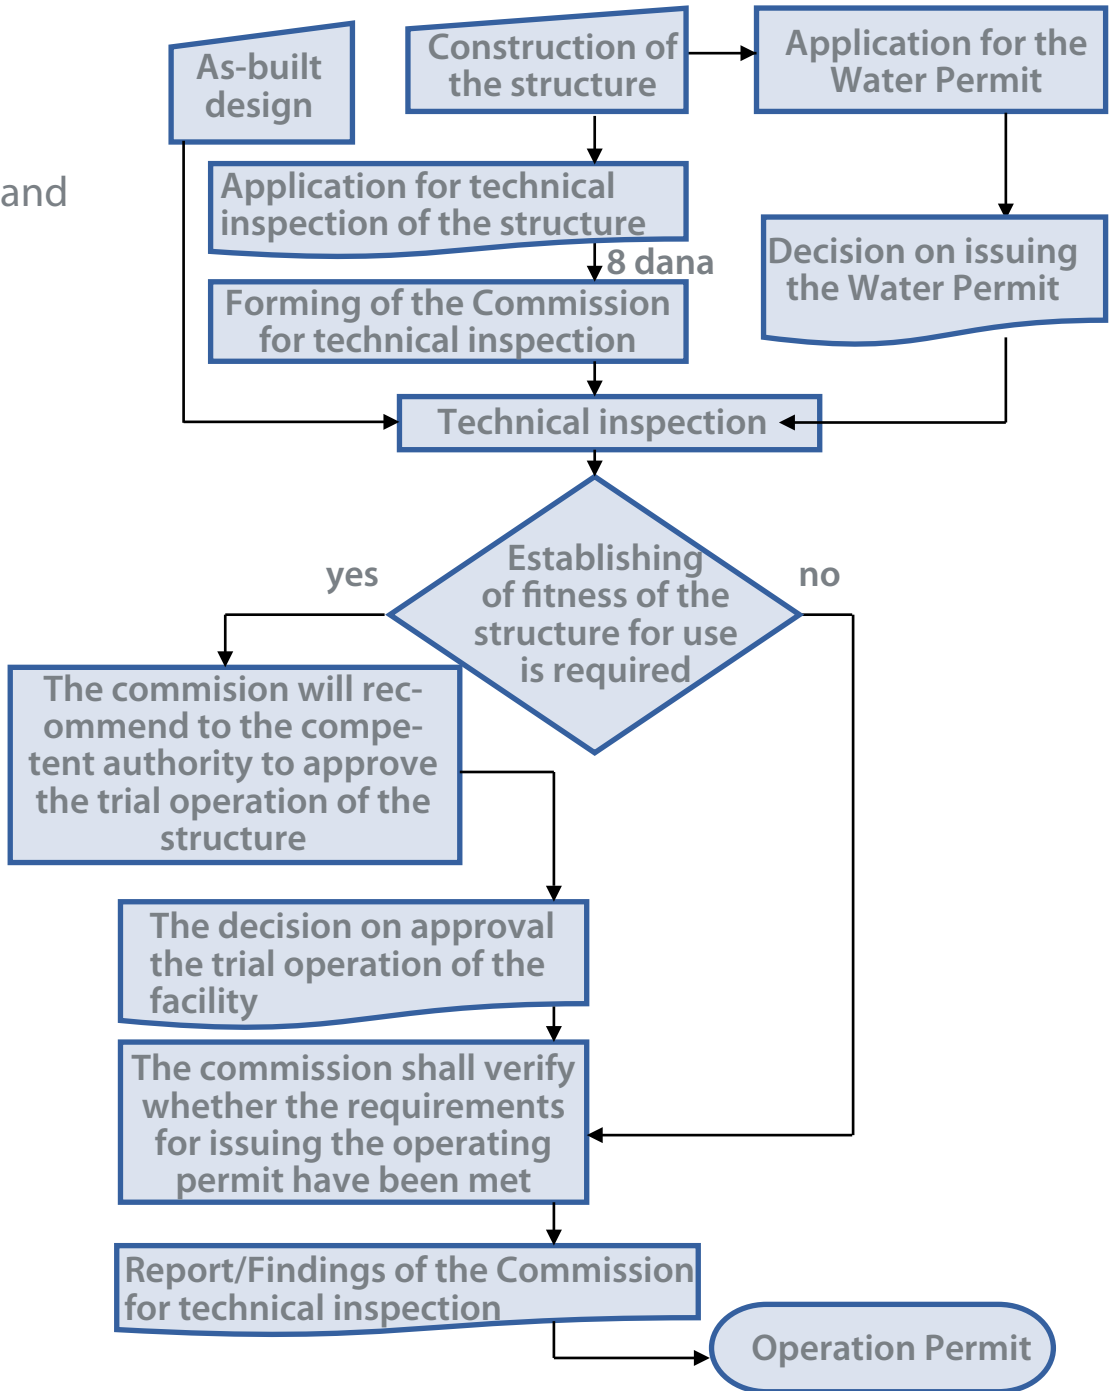 As-built
design
Construction of
the structure
Application for the
Water Permit
and
Application for technical
inspection of the structure
8 dana
Decision on issuing
the Water Permit
Forming of the Commission
for technical inspection
Technical inspection
Establishing
of fitness of the
structure for use
is required
yes
no
The commision will rec-
ommend to the compe-
tent authority to approve
the trial operation of the
structure
The decision on approval
the trial operation of the
facility
The commission shall verify
whether the requirements
for issuing the operating
permit have been met
Report/Findings of the Commission
for technical inspection
Operation Permit